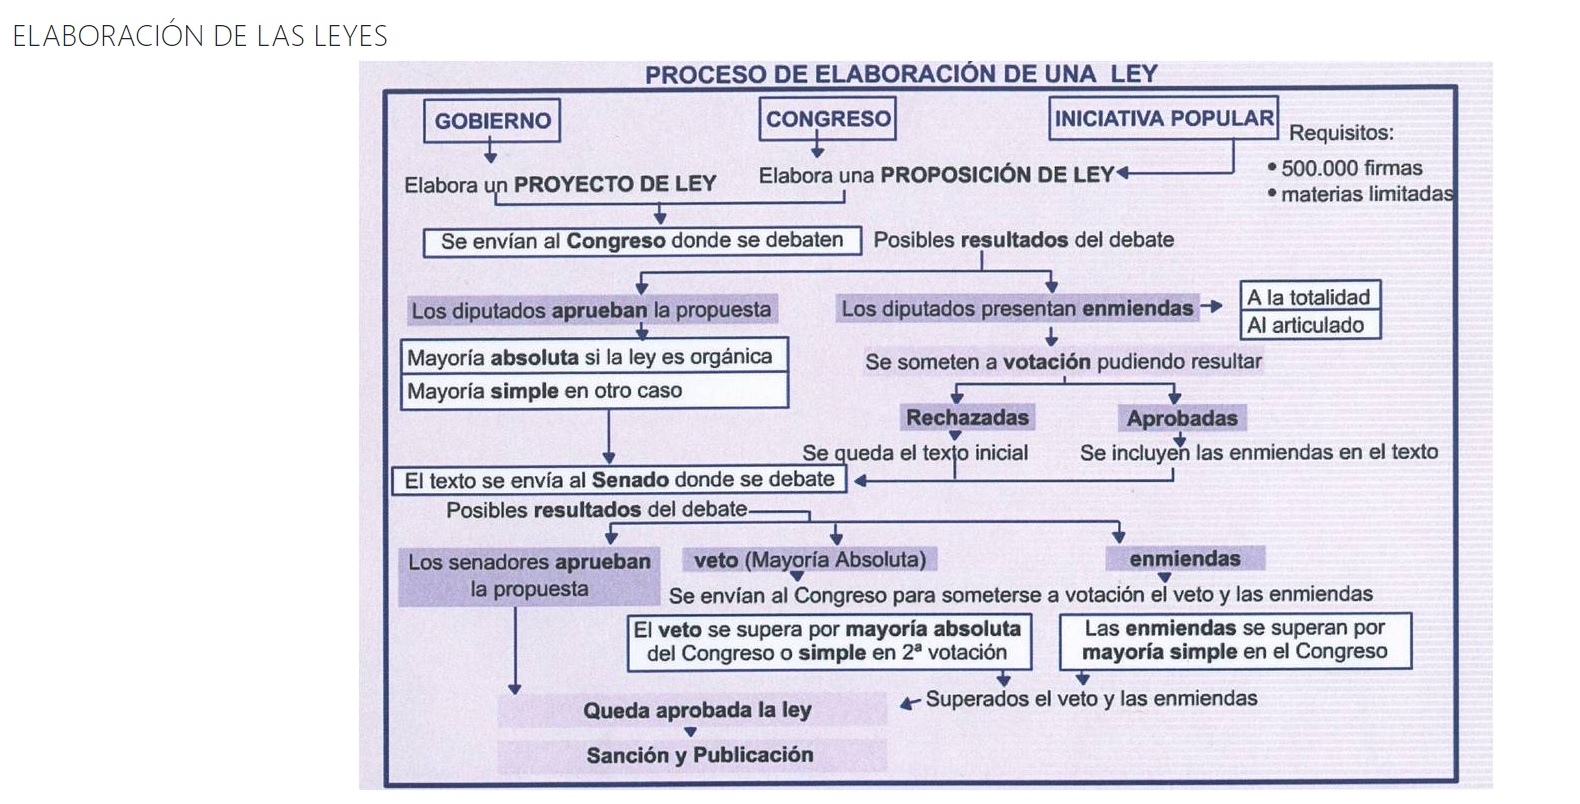 ELABORACIÓN DE LAS LEYES
PROCESO DE ELABORACIÓN DE UNA LEY
GOBIERNO
CONGRESO
INICIATIVA POPULAR
Requisitos:
• 500.000 firmas
• materias limitadas
Elabora un PROYECTO DE LEY
Elabora una PROPOSICIÓN DE LEY
Se envían al Congreso donde se debaten
Posibles resultados del debate
Los diputados aprueban la propuesta
Los diputados presentan enmiendas
A la totalidad
Al articulado
Mayoría absoluta si la ley es orgánica
Mayoría simple en otro caso
Se someten a votación pudiendo resultar
Rechazadas
Aprobadas
Se queda el texto inicial
Se incluyen las enmiendas en el texto
El texto se envía al Senado donde se debate
Posibles resultados del debate
Los senadores aprueban
la propuesta
veto (Mayoría Absoluta)
enmiendas
Se envían al Congreso para someterse a votación el veto y las enmiendas
El veto se supera por mayoría absoluta
del Congreso o simple en 2ª votación
Las enmiendas se superan por
mayoría simple en el Congreso
Superados el veto y las enmiendas
Queda aprobada la ley
Sanción y Publicación